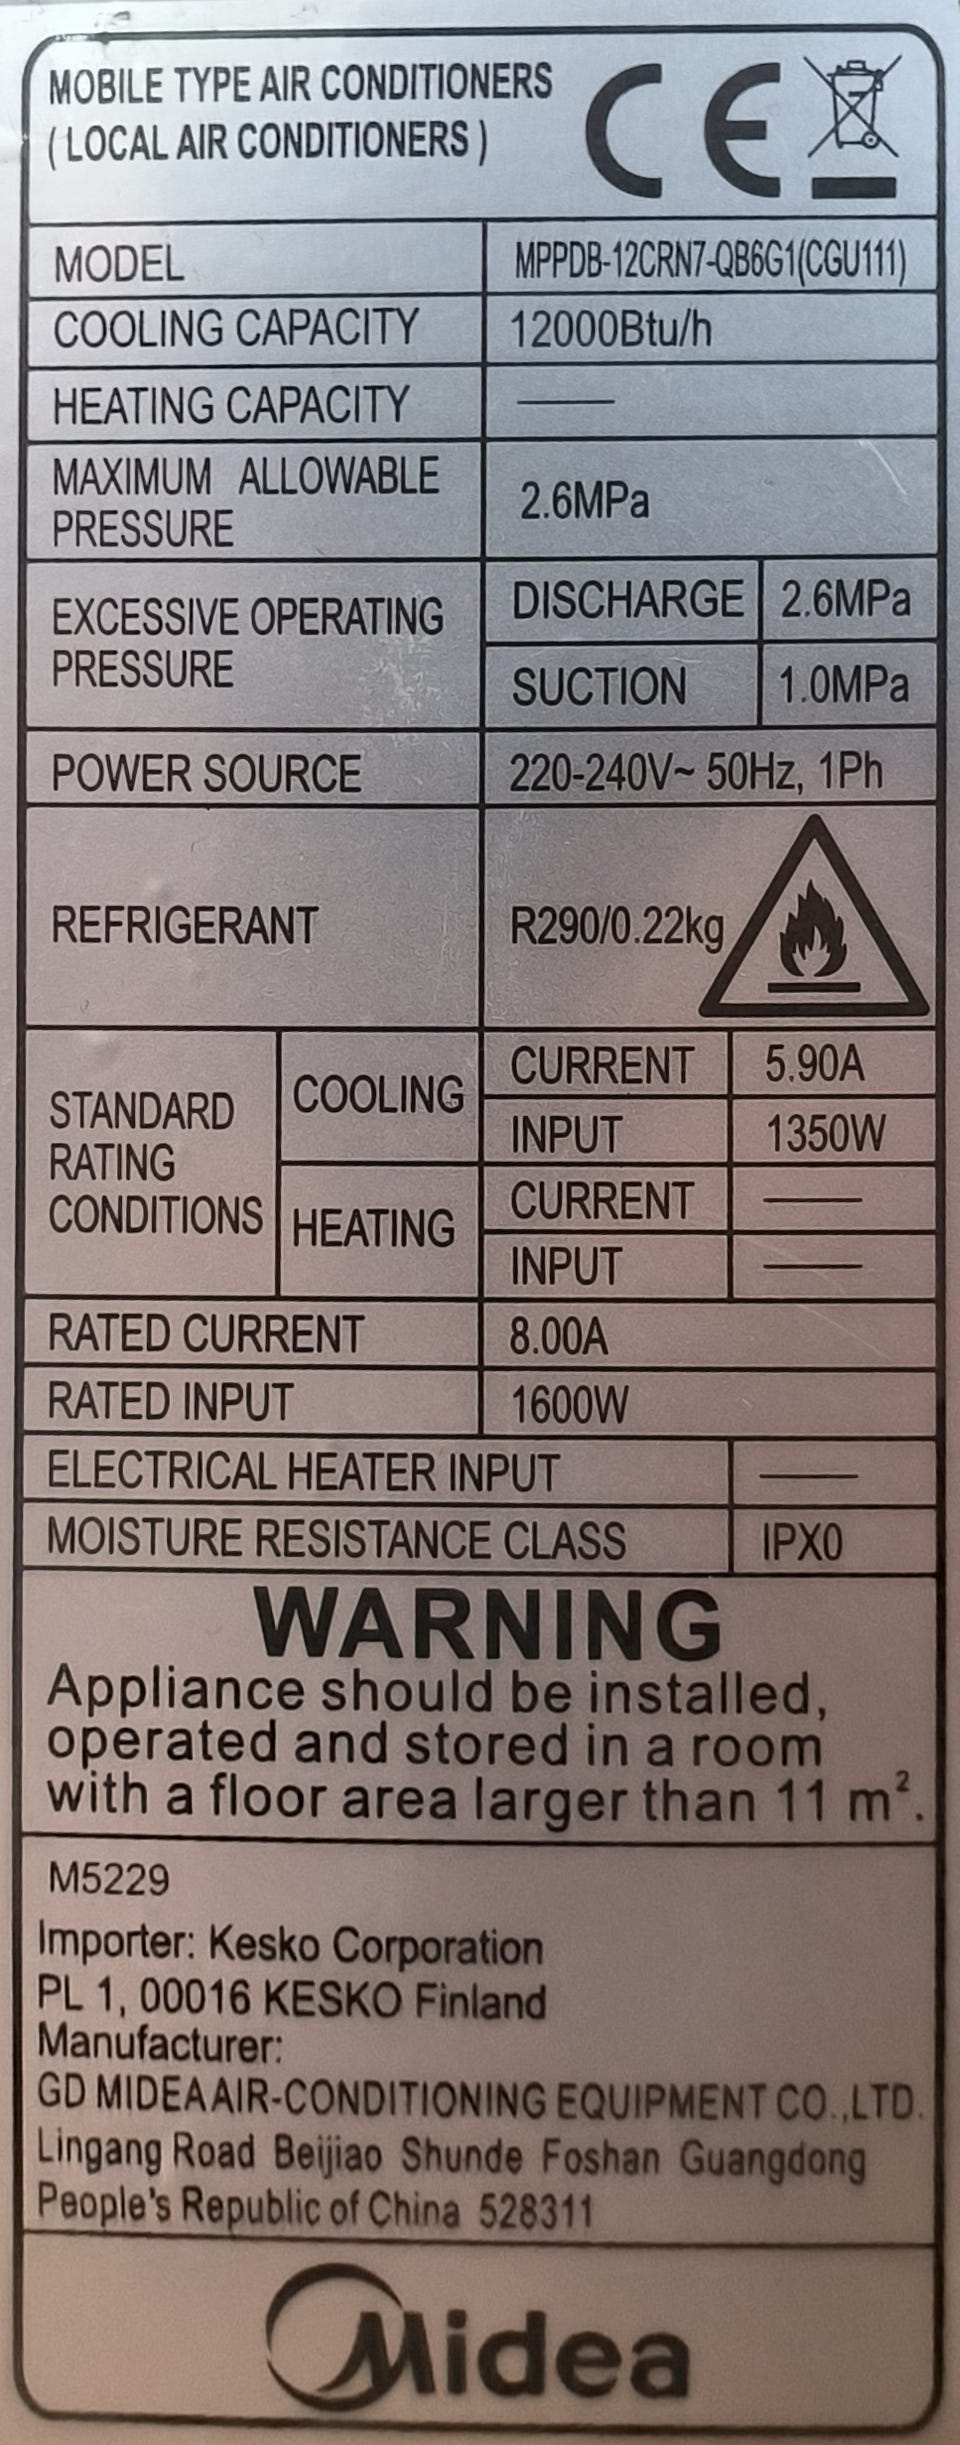 MOBILE TYPE AIR CONDITIONERS
( LOCAL AIR CONDITIONERS )
CE
MODEL MPPDB-12CRN7-QB6G1(CGU111)
COOLING CAPACITY 12000Btu/h
HEATING CAPACITY ——
MAXIMUM ALLOWABLE
PRESSURE
2.6MPa
EXCESSIVE OPERATING
PRESSURE
DISCHARGE 2.6MPa
SUCTION 1.0MPa
POWER SOURCE 220-240V~ 50Hz, 1Ph
REFRIGERANT R290/0.22kg
STANDARD
RATING
CONDITIONS
COOLING
CURRENT 5.90A
INPUT 1350W
HEATING
CURRENT ——
INPUT ——
RATED CURRENT 8.00A
RATED INPUT 1600W
ELECTRICAL HEATER INPUT ——
MOISTURE RESISTANCE CLASS IPX0
WARNING
Appliance should be installed,
operated and stored in a room
with a floor area larger than 11 m².
M5229
Importer: Kesko Corporation
PL 1, 00016 KESKO Finland
Manufacturer:
GD MIDEA AIR-CONDITIONING EQUIPMENT CO.,LTD.
Lingang Road Beijiao Shunde Foshan Guangdong
People's Republic of China 528311
Midea